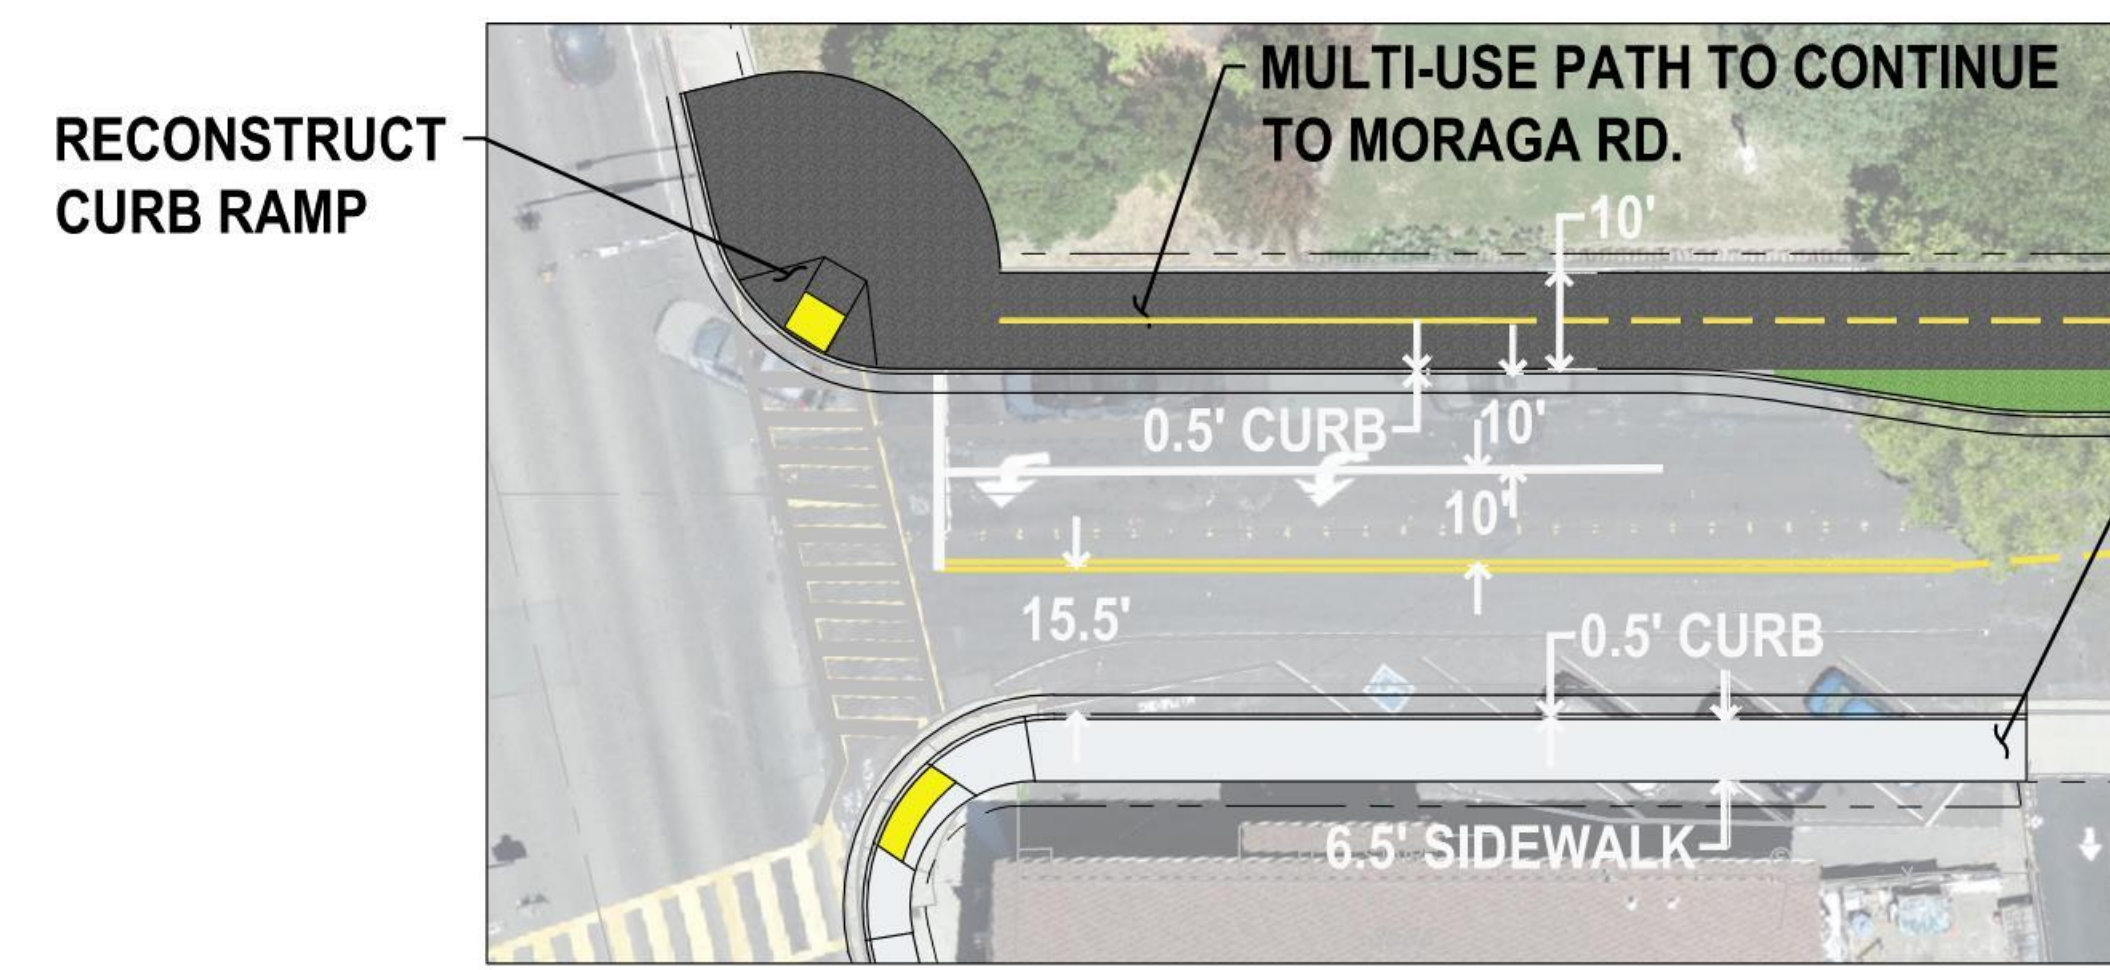 RECONSTRUCT
CURB RAMP
MULTI-USE PATH TO CONTINUE
TO MORAGA RD.
10'
0.5' CURB
10'
10'
15.5'
0.5' CURB
6.5' SIDEWALK